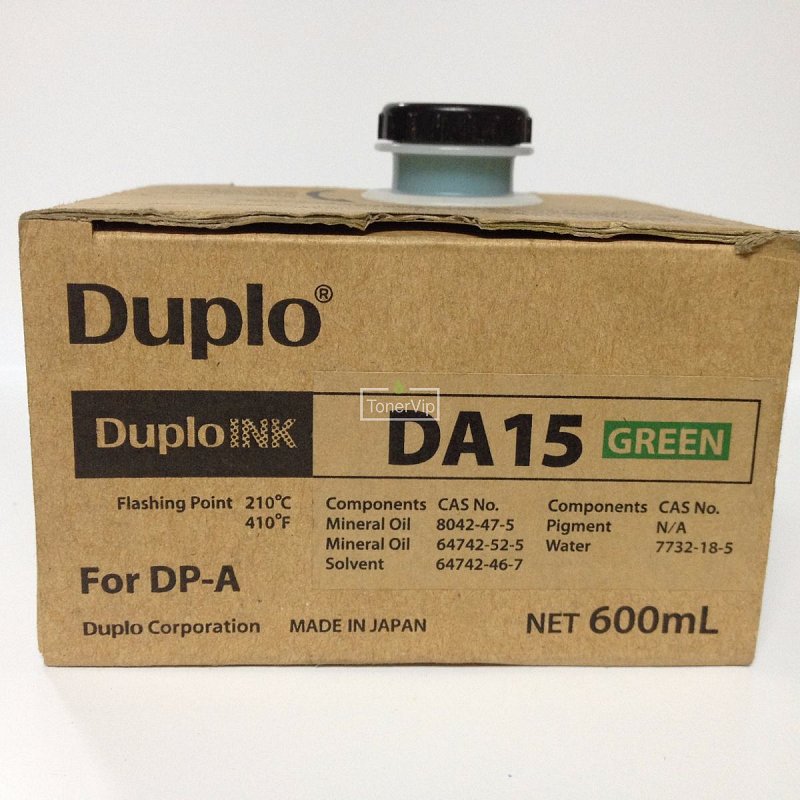 Duplo®
TonerVip
Duplo INK DA15 GREEN
Flashing Point 210°C
410°F
Components CAS No.
Mineral Oil 8042-47-5
Mineral Oil 64742-52-5
Solvent 64742-46-7
Components CAS No.
Pigment N/A
Water 7732-18-5
For DP-A
Duplo Corporation MADE IN JAPAN
NET 600mL